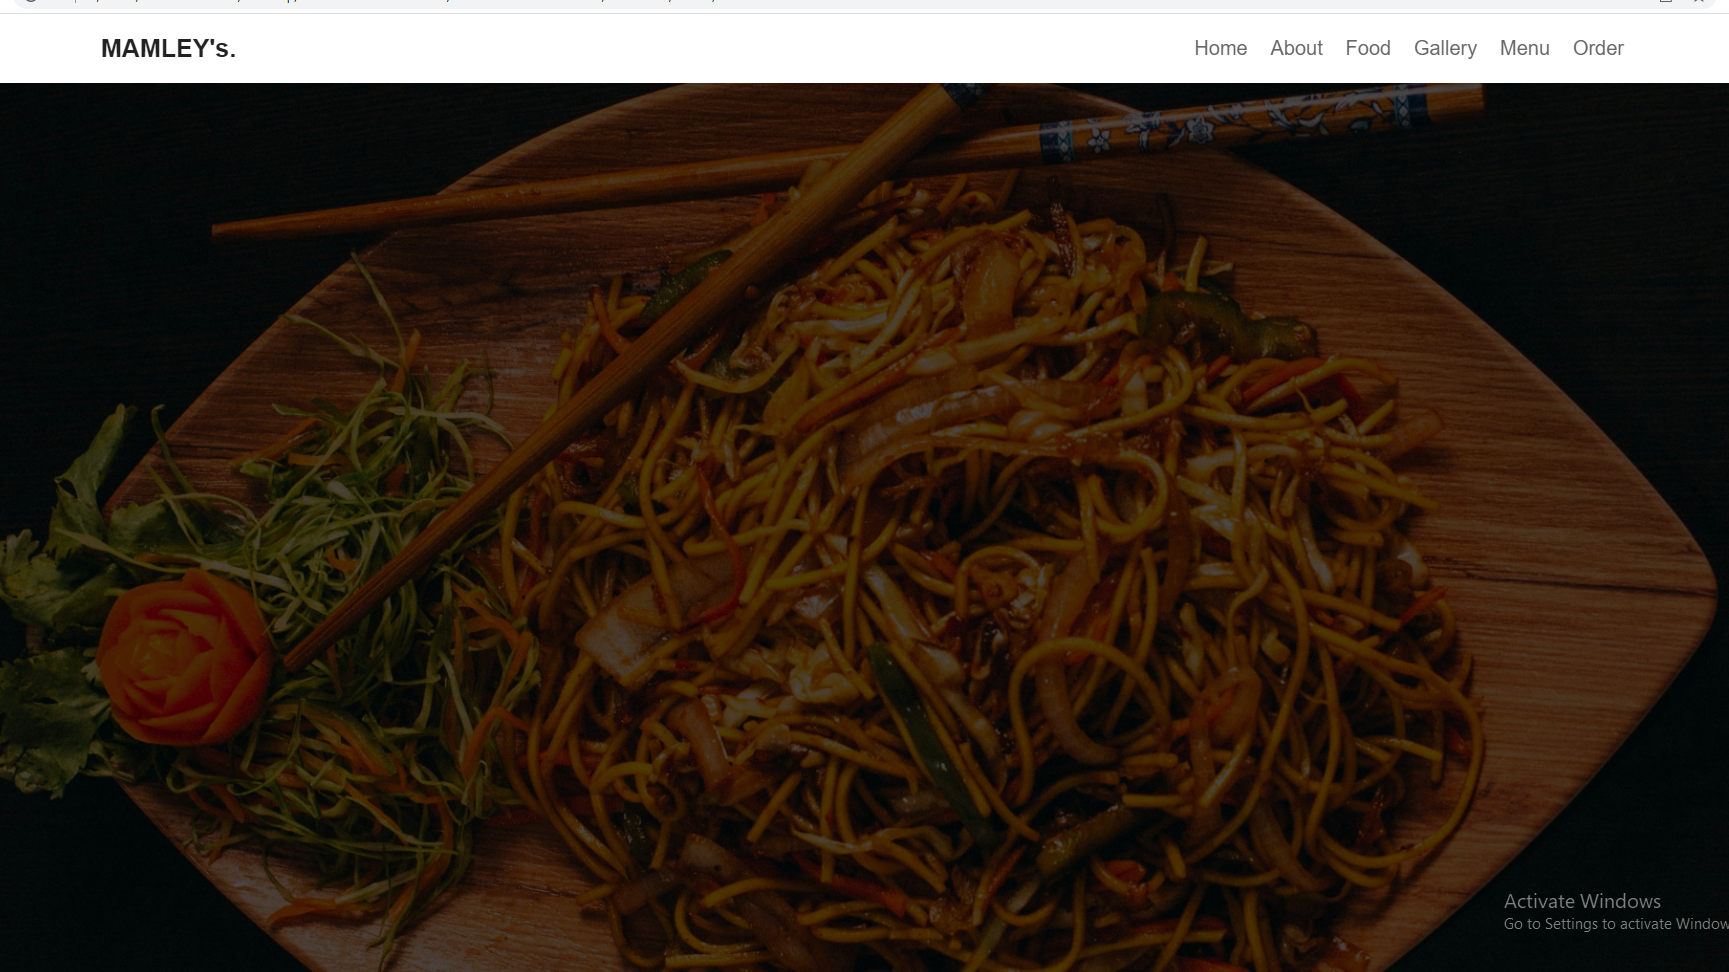 MAMLEY's.
Home About Food Gallery Menu Order
Activate Windows
Go to Settings to activate Window